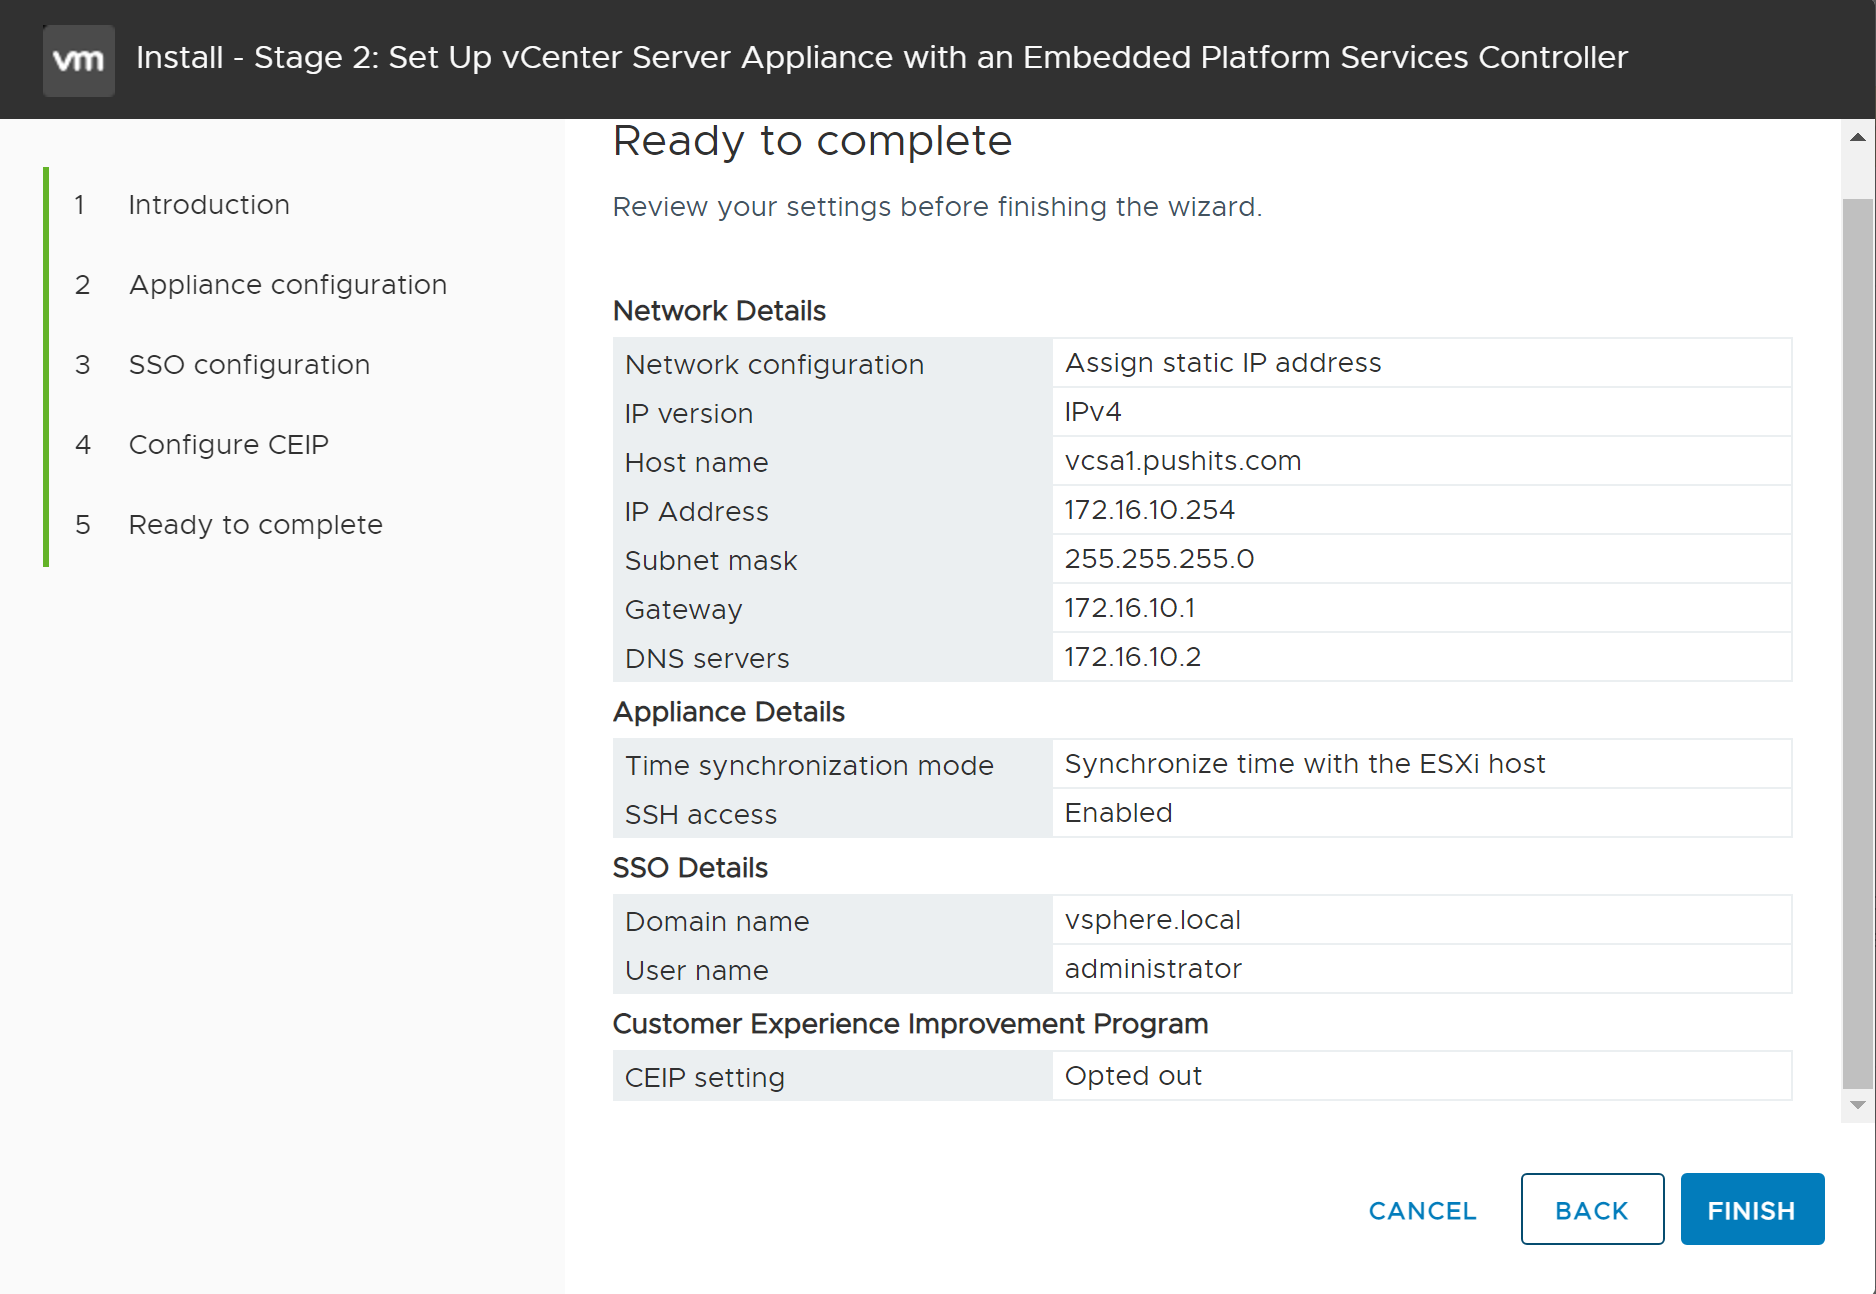 vm Install - Stage 2: Set Up vCenter Server Appliance with an Embedded Platform Services Controller
1 Introduction
2 Appliance configuration
3 SSO configuration
4 Configure CEIP
5 Ready to complete
Ready to complete
Review your settings before finishing the wizard.
Network Details
Network configuration Assign static IP address
IP version IPv4
Host name vcsa1.pushits.com
IP Address 172.16.10.254
Subnet mask 255.255.255.0
Gateway 172.16.10.1
DNS servers 172.16.10.2
Appliance Details
Time synchronization mode Synchronize time with the ESXi host
SSH access Enabled
SSO Details
Domain name vsphere.local
User name administrator
Customer Experience Improvement Program
CEIP setting Opted out
CANCEL BACK FINISH